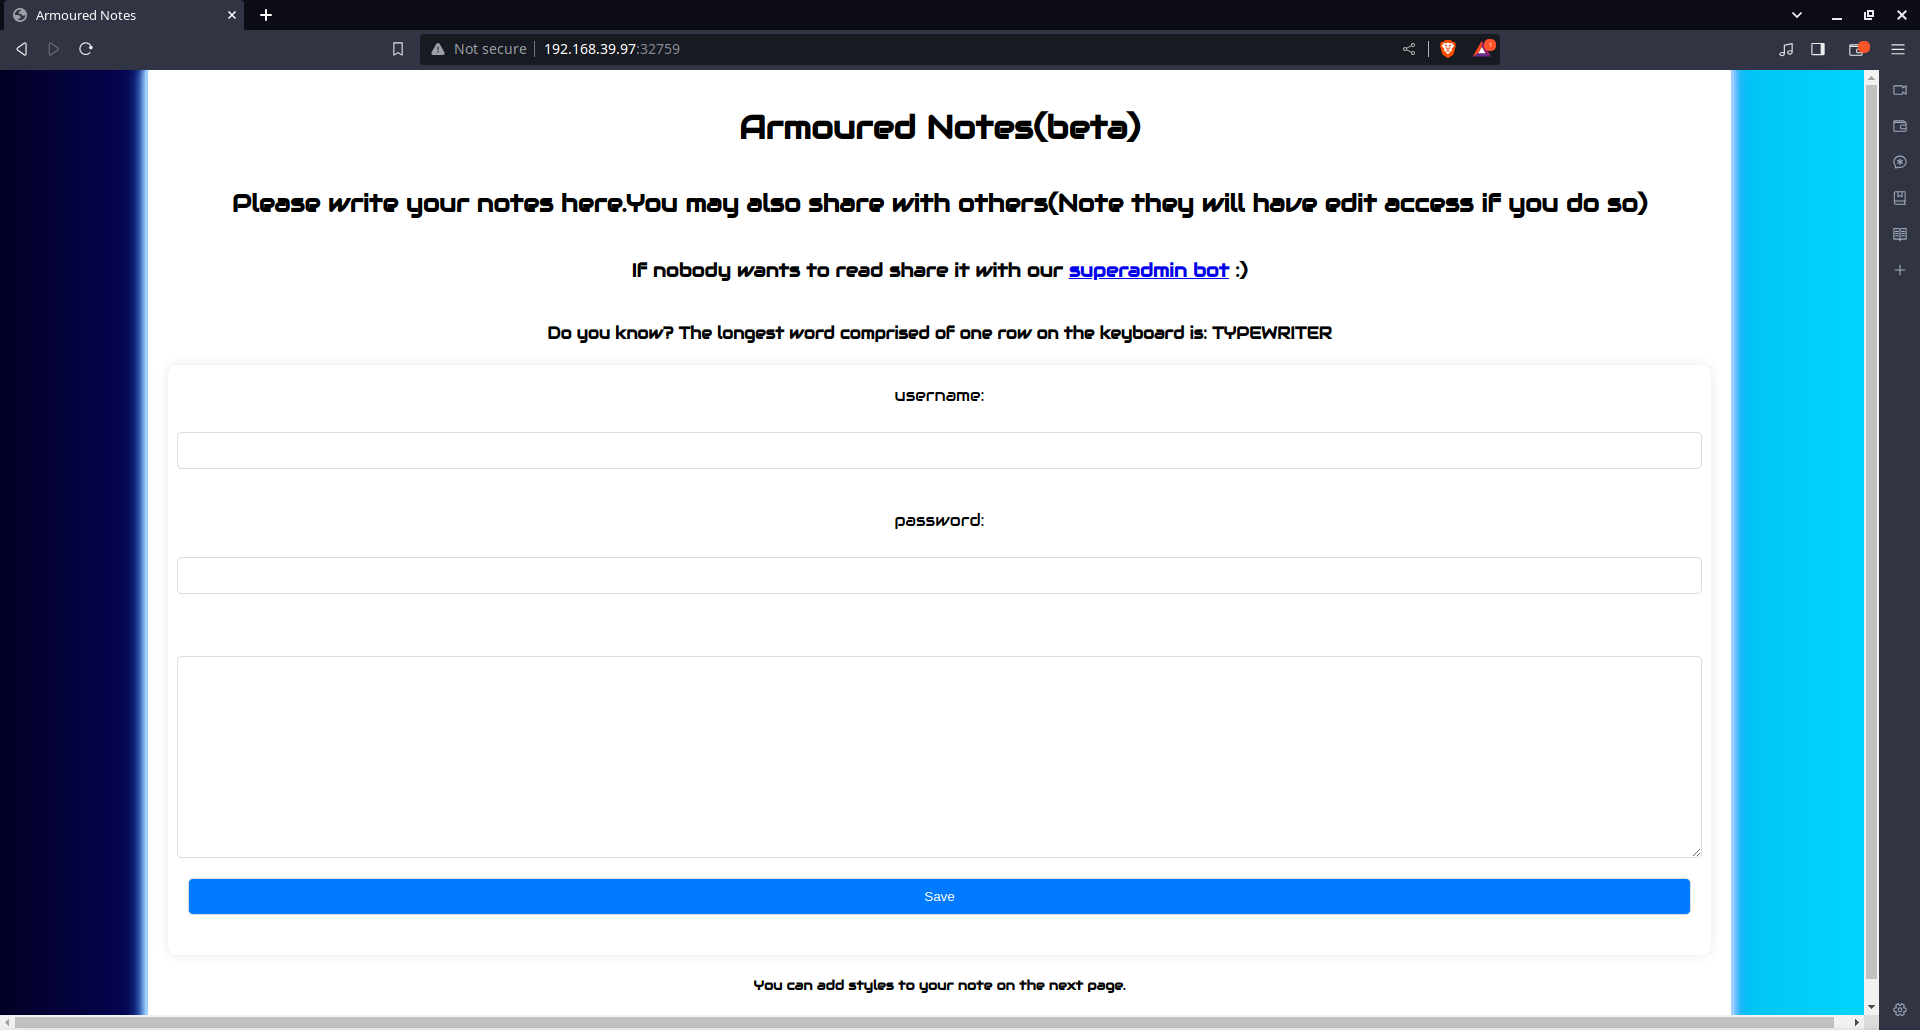 Armoured Notes
Not secure
192.168.39.97:32759
Armoured Notes(beta)
Please write your notes here.You may also share with others(Note they will have edit access if you do so)
If nobody wants to read share it with our superadmin bot :)
Do you know? The longest word comprised of one row on the keyboard is: TYPEWRITER
username:
password:
Save
You can add styles to your note on the next page.